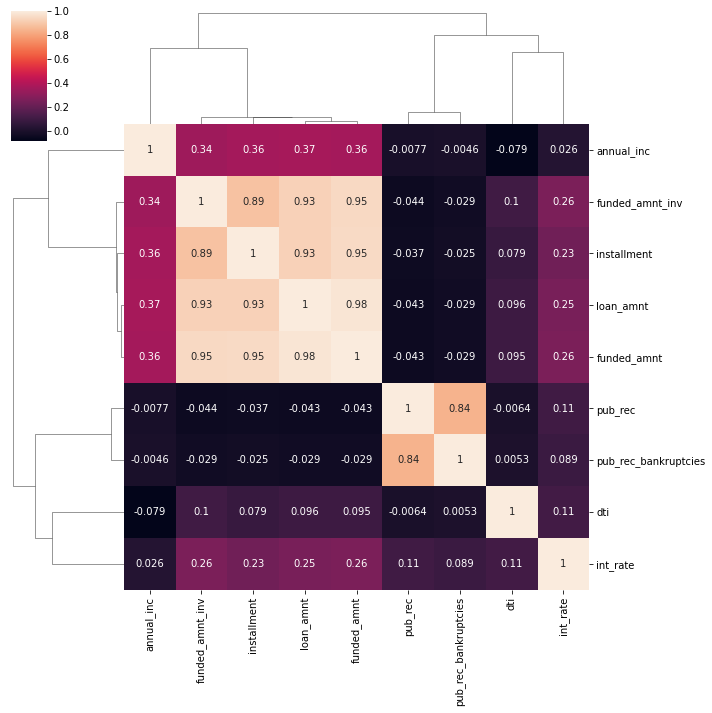 1.0
0.8
0.6
0.4
0.2
0.0
1 0.34 0.36 0.37 0.36 -0.0077 -0.0046 -0.079 0.026 annual_inc
0.34 1 0.89 0.93 0.95 -0.044 -0.029 0.1 0.26 funded_amnt_inv
0.36 0.89 1 0.93 0.95 -0.037 -0.025 0.079 0.23 installment
0.37 0.93 0.93 1 0.98 -0.043 -0.029 0.096 0.25 loan_amnt
0.36 0.95 0.95 0.98 1 -0.043 -0.029 0.095 0.26 funded_amnt
-0.0077 -0.044 -0.037 -0.043 -0.043 1 0.84 -0.0064 0.11 pub_rec
-0.0046 -0.029 -0.025 -0.029 -0.029 0.84 1 0.0053 0.089 pub_rec_bankruptcies
-0.079 0.1 0.079 0.096 0.095 -0.0064 0.0053 1 0.11 dti
0.026 0.26 0.23 0.25 0.26 0.11 0.089 0.11 1 int_rate
annual_inc
funded_amnt_inv
installment
loan_amnt
funded_amnt
pub_rec
pub_rec_bankruptcies
dti
int_rate